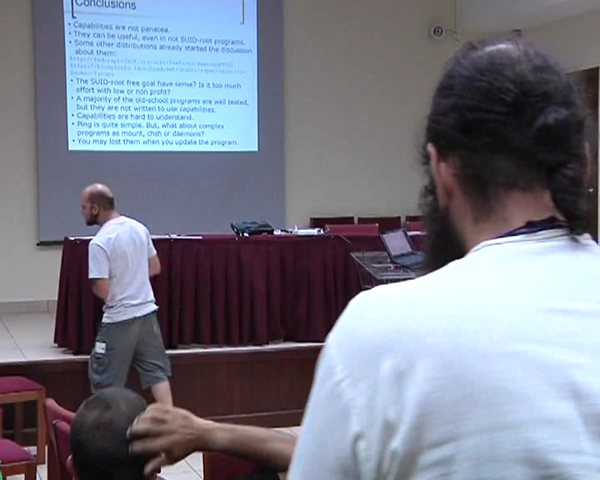 Conclusions
• Capabilities are not panacea.
• They can be useful, even in not SUID-root programs.
• Some other distributions already started the discussion
about them:
• The SUID-root free goal have sense? Is it too much
effort with low or non profit?
• A majority of the old-school programs are well tested,
but they are not written to use capabilities.
• Capabilities are hard to understand.
• Ping is quite simple. But, what about complex
programs as mount, chsh or daemons?
• You may lost them when you update the program.